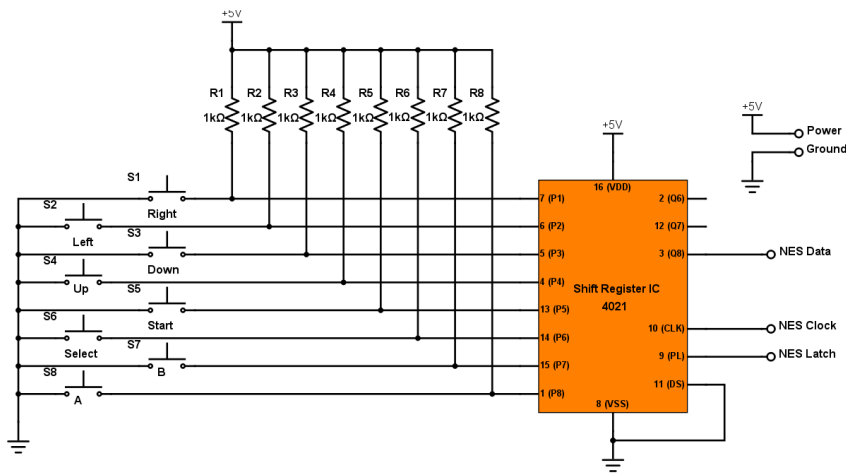 +5V
R1 R2 R3 R4 R5 R6 R7 R8
1kΩ 1kΩ 1kΩ 1kΩ 1kΩ 1kΩ 1kΩ 1kΩ
+5V
Power
Ground
+5V
S1
Right
S2
Left
S3
Down
S4
Up
S5
Start
S6
Select
S7
B
S8
A
16 (VDD)
7 (P1)
6 (P2)
5 (P3)
4 (P4)
13 (P5)
14 (P6)
15 (P7)
1 (P8)
Shift Register IC
4021
2 (Q6)
12 (Q7)
3 (Q8)
10 (CLK)
9 (PL)
11 (DS)
8 (VSS)
NES Data
NES Clock
NES Latch